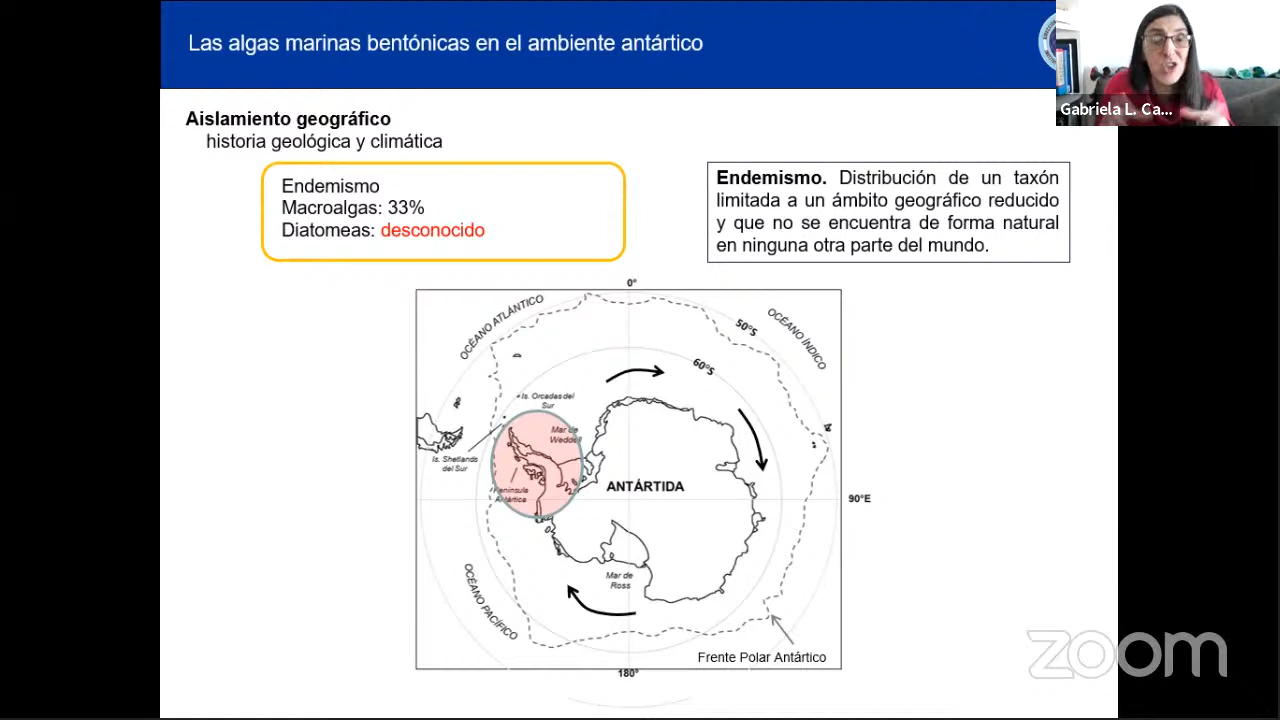 Las algas marinas bentónicas en el ambiente antártico
Gabriela L. Ca...
Aislamiento geográfico
historia geológica y climática
Endemismo
Macroalgas: 33%
Diatomeas: desconocido
Endemismo. Distribución de un taxón
limitada a un ámbito geográfico reducido
y que no se encuentra de forma natural
en ninguna otra parte del mundo.
0°
OCÉANO ATLÁNTICO
OCÉANO ÍNDICO
50°S
60°S
Is. Orcadas del
Sur
Mar de
Weddell
Is. Shetlands
del Sur
Península
Antártica
ANTÁRTIDA
90°E
Mar de
Ross
OCÉANO PACÍFICO
Frente Polar Antártico
180°
zoom